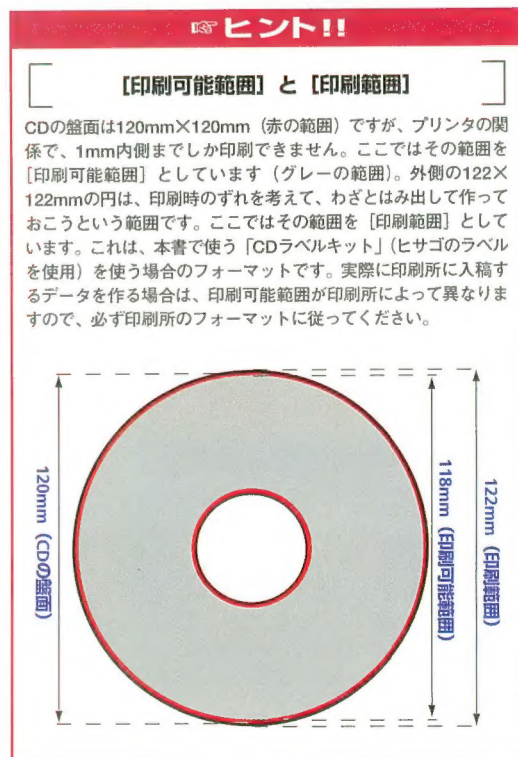 ☞ヒント!!
[印刷可能範囲] と [印刷範囲]
CDの盤面は120mm×120mm（赤の範囲）ですが、プリンタの関
係で、1mm内側までしか印刷できません。ここではその範囲を
[印刷可能範囲] としています（グレーの範囲）。外側の122×
122mmの円は、印刷時のずれを考えて、わざとはみ出して作って
おこうという範囲です。ここではその範囲を [印刷範囲] として
います。これは、本書で使う「CDラベルキット」（ヒサゴのラベル
を使用）を使う場合のフォーマットです。実際に印刷所に入稿す
るデータを作る場合は、印刷可能範囲が印刷所によって異なりま
すので、必ず印刷所のフォーマットに従ってください。
120mm（CDの盤面）
118mm（印刷可能範囲）
122mm（印刷範囲）